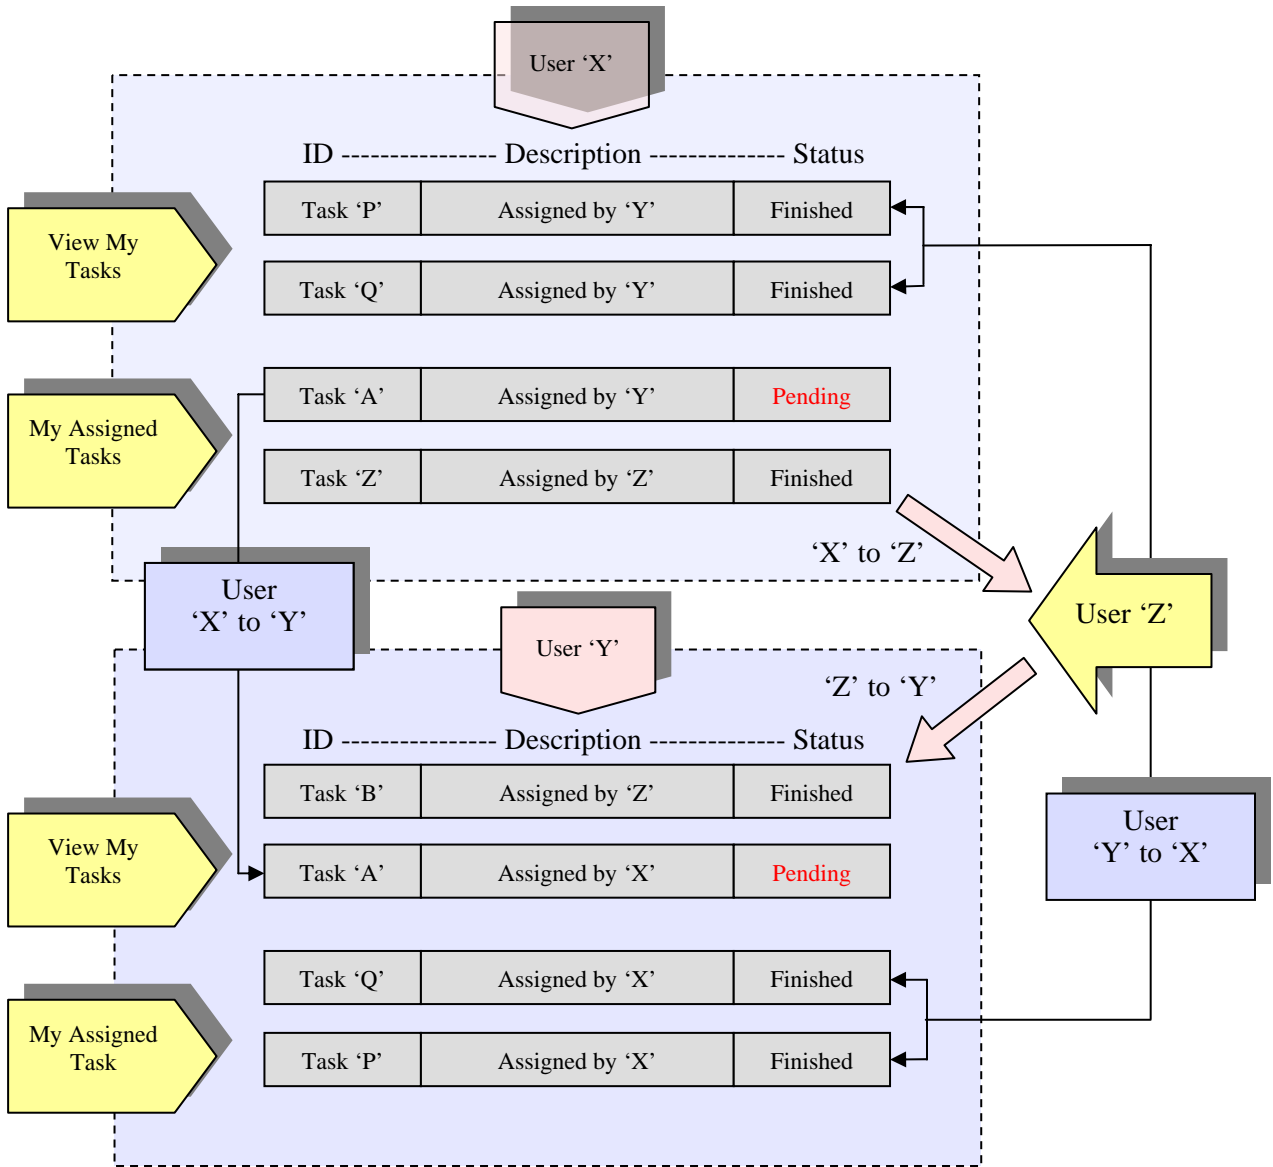 User ‘X’
ID ---------------- Description -------------- Status
View My
Tasks
Task ‘P’ Assigned by ‘Y’ Finished
Task ‘Q’ Assigned by ‘Y’ Finished
My Assigned
Tasks
Task ‘A’ Assigned by ‘Y’ Pending
Task ‘Z’ Assigned by ‘Z’ Finished
‘X’ to ‘Z’
User
‘X’ to ‘Y’
User ‘Z’
User ‘Y’
‘Z’ to ‘Y’
ID ---------------- Description -------------- Status
View My
Tasks
Task ‘B’ Assigned by ‘Z’ Finished
Task ‘A’ Assigned by ‘X’ Pending
User
‘Y’ to ‘X’
My Assigned
Task
Task ‘Q’ Assigned by ‘X’ Finished
Task ‘P’ Assigned by ‘X’ Finished